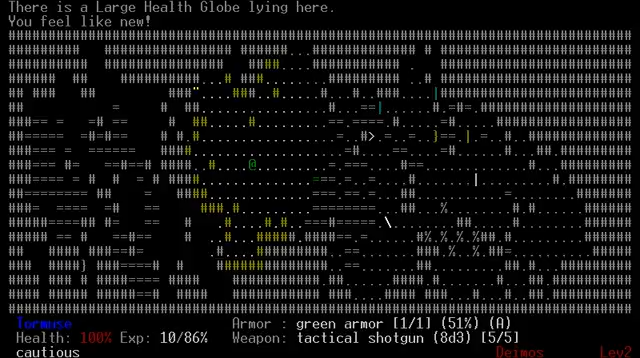 There is a Large Health Globe lying here.
You feel like new!
Tormuse Armor : green armor [1/1] (51%) (A)
Health: 100% Exp: 10/86% Weapon: tactical shotgun (8d3) [5/5]
cautious Deimos Lev2